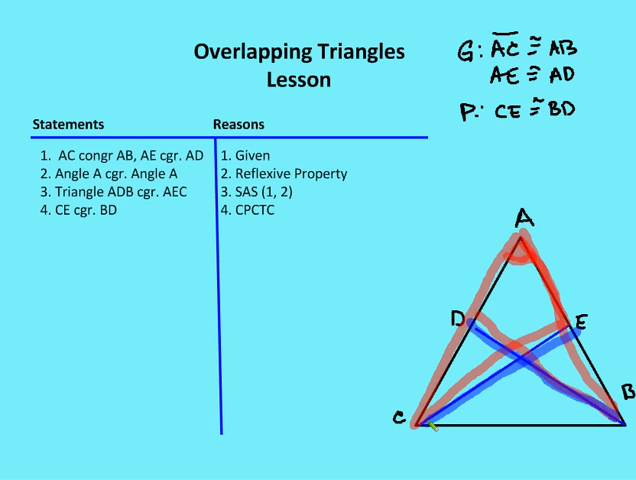 Overlapping Triangles
Lesson
G: AC ≅ AB
AE ≅ AD
P: CE ≅ BD
Statements Reasons
1. AC congr AB, AE cgr. AD 1. Given
2. Angle A cgr. Angle A 2. Reflexive Property
3. Triangle ADB cgr. AEC 3. SAS (1, 2)
4. CE cgr. BD 4. CPCTC
A
D E
C B